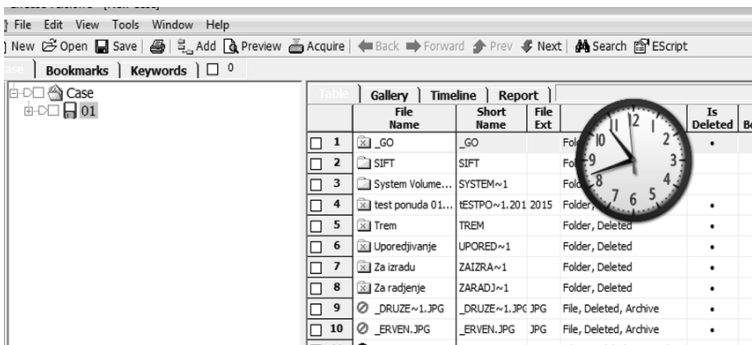 File Edit View Tools Window Help
New Open Save Add Preview Acquire Back Forward Prev Next Search EScript
Bookmarks Keywords 0
Case
01
Table Gallery Timeline Report
File Name Short Name File Ext Is Deleted
1 _GO _GO •
2 SIFT SIFT
3 System Volume... SYSTEM~1
4 test ponuda 01... tESTPO~1.201 2015 Folder, •
5 Trem TREM Folder, Deleted •
6 Uporedjivanje UPORED~1 Folder, Deleted •
7 Za izradu ZAIZRA~1 Folder, Deleted •
8 Za radjenje ZARADJ~1 Folder, Deleted •
9 _DRUZE~1.JPG _DRUZE~1.JPG JPG File, Deleted, Archive •
10 _ERVEN.JPG _ERVEN.JPG JPG File, Deleted, Archive •
11 12 1
10 2
9 3
8 4
7 6 5